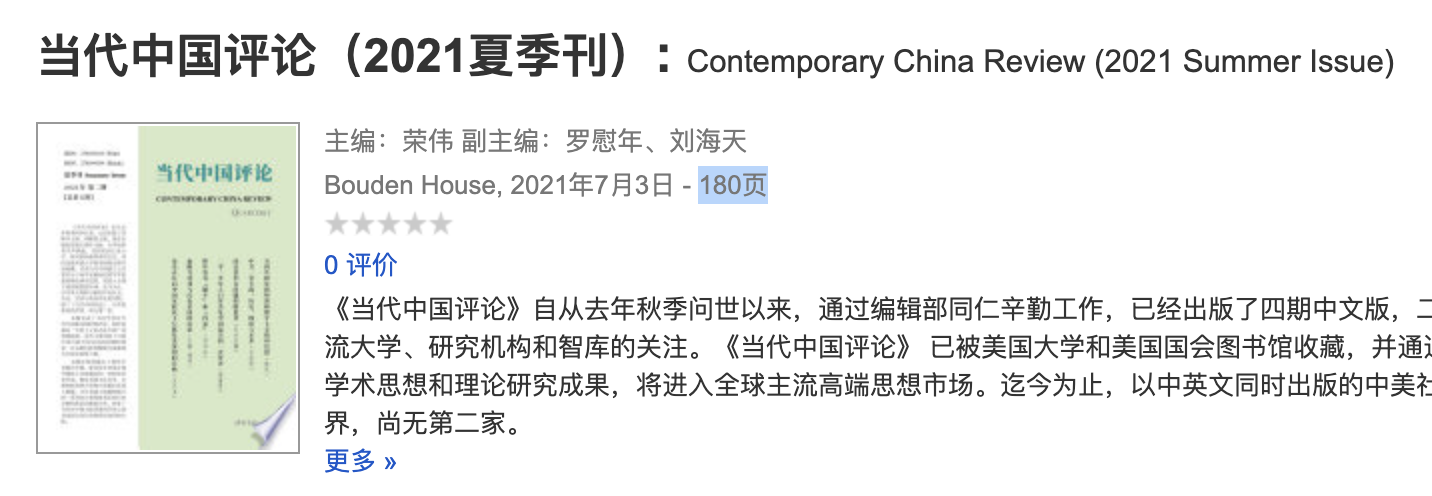 当代中国评论（2021夏季刊）：Contemporary China Review (2021 Summer Issue)
当代中国评论
CONTEMPORARY CHINA REVIEW
主编：荣伟 副主编：罗慰年、刘海天
Bouden House, 2021年7月3日 - 180页
0 评价
《当代中国评论》自从去年秋季问世以来，通过编辑部同仁辛勤工作，已经出版了四期中文版，二
流大学、研究机构和智库的关注。《当代中国评论》 已被美国大学和美国国会图书馆收藏，并通过
学术思想和理论研究成果，将进入全球主流高端思想市场。迄今为止，以中英文同时出版的中美社
界，尚无第二家。
更多 »